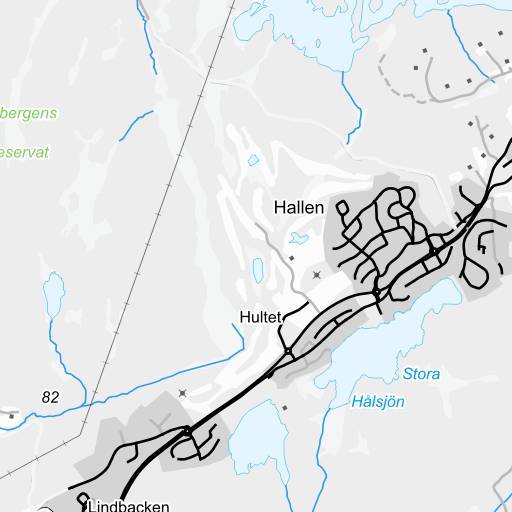 bergens
eservat
Hallen
Hultet
82
Stora
Hålsjön
Lindbacken